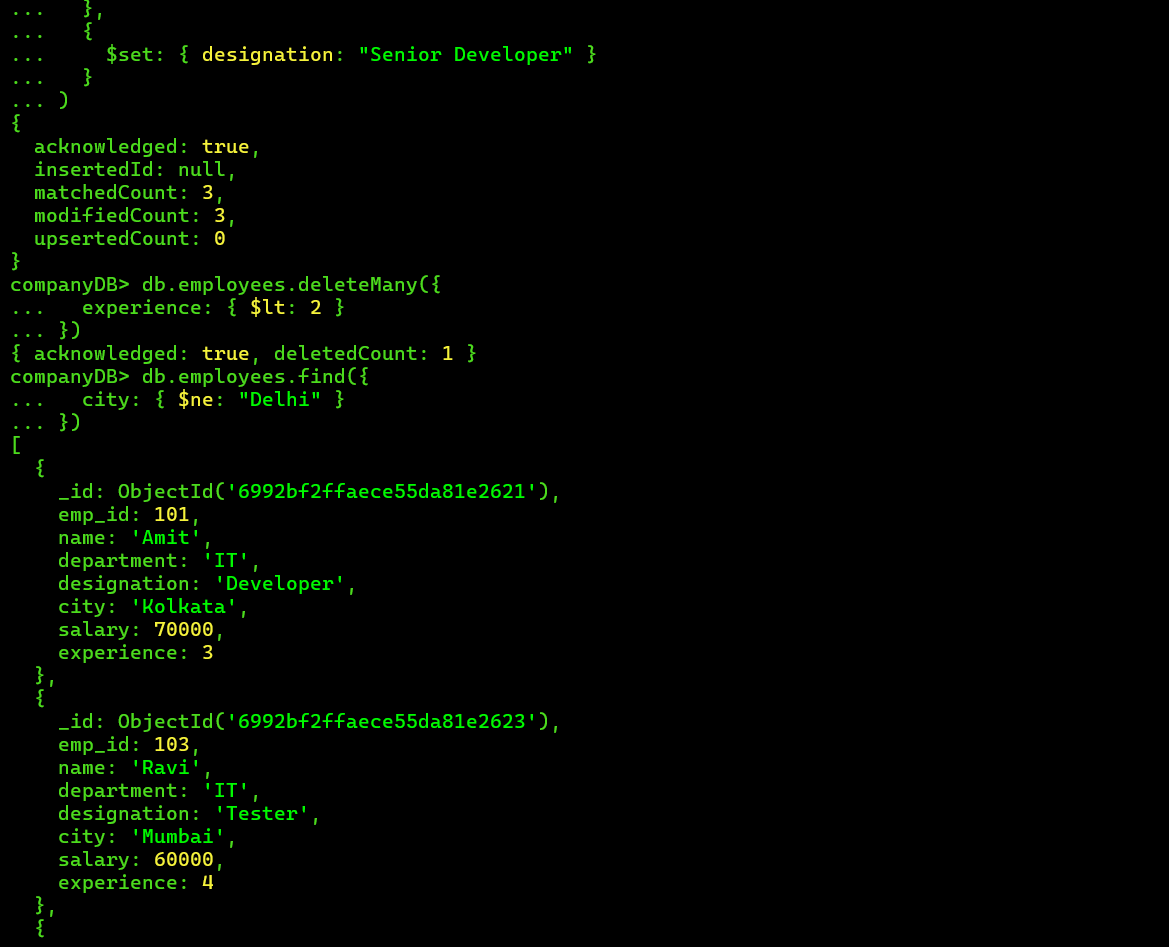 ...   },
...   {
...     $set: { designation: "Senior Developer" }
...   }
... )
{
  acknowledged: true,
  insertedId: null,
  matchedCount: 3,
  modifiedCount: 3,
  upsertedCount: 0
}
companyDB> db.employees.deleteMany({
...   experience: { $lt: 2 }
... })
{ acknowledged: true, deletedCount: 1 }
companyDB> db.employees.find({
...   city: { $ne: "Delhi" }
... })
[
  {
    _id: ObjectId('6992bf2ffaece55da81e2621'),
    emp_id: 101,
    name: 'Amit',
    department: 'IT',
    designation: 'Developer',
    city: 'Kolkata',
    salary: 70000,
    experience: 3
  },
  {
    _id: ObjectId('6992bf2ffaece55da81e2623'),
    emp_id: 103,
    name: 'Ravi',
    department: 'IT',
    designation: 'Tester',
    city: 'Mumbai',
    salary: 60000,
    experience: 4
  },
  {